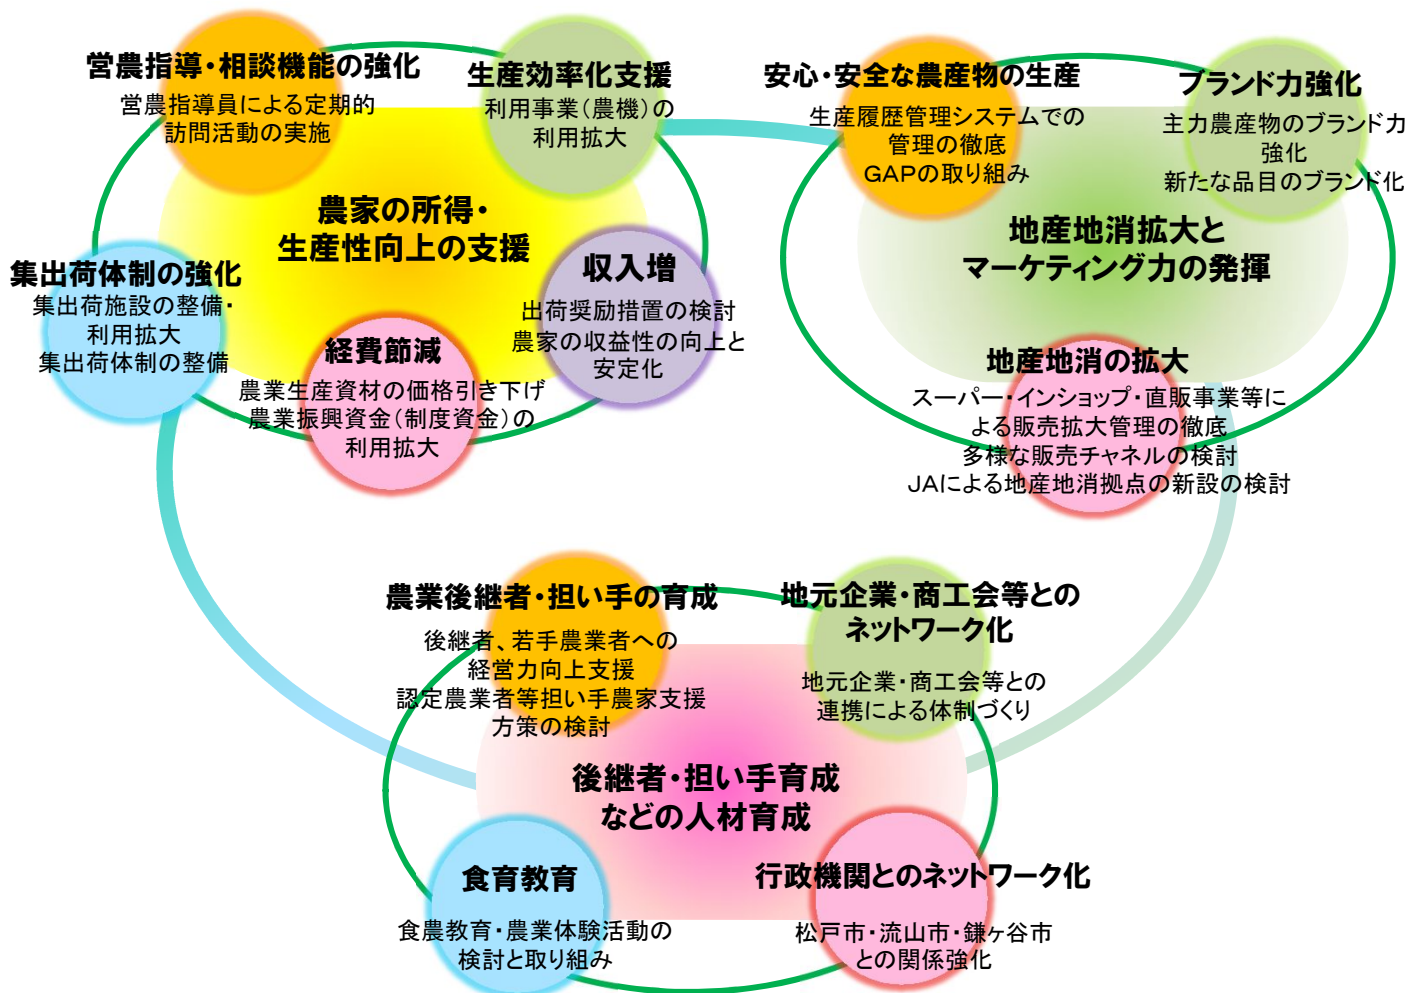 営農指導・相談機能の強化
営農指導員による定期的
訪問活動の実施
生産効率化支援
利用事業(農機)の
利用拡大
農家の所得・
生産性向上の支援
集出荷体制の強化
集出荷施設の整備・
利用拡大
集出荷体制の整備
収入増
出荷奨励措置の検討
農家の収益性の向上と
安定化
経費節減
農業生産資材の価格引き下げ
農業振興資金(制度資金)の
利用拡大
安心・安全な農産物の生産
生産履歴管理システムでの
管理の徹底
GAPの取り組み
ブランド力強化
主力農産物のブランド力
強化
新たな品目のブランド化
地産地消拡大と
マーケティング力の発揮
地産地消の拡大
スーパー・インショップ・直販事業等に
よる販売拡大管理の徹底
多様な販売チャネルの検討
JAによる地産地消拠点の新設の検討
農業後継者・担い手の育成
後継者、若手農業者への
経営力向上支援
認定農業者等担い手農家支援
方策の検討
地元企業・商工会等との
ネットワーク化
地元企業・商工会等との
連携による体制づくり
後継者・担い手育成
などの人材育成
食育教育
食農教育・農業体験活動の
検討と取り組み
行政機関とのネットワーク化
松戸市・流山市・鎌ヶ谷市
との関係強化